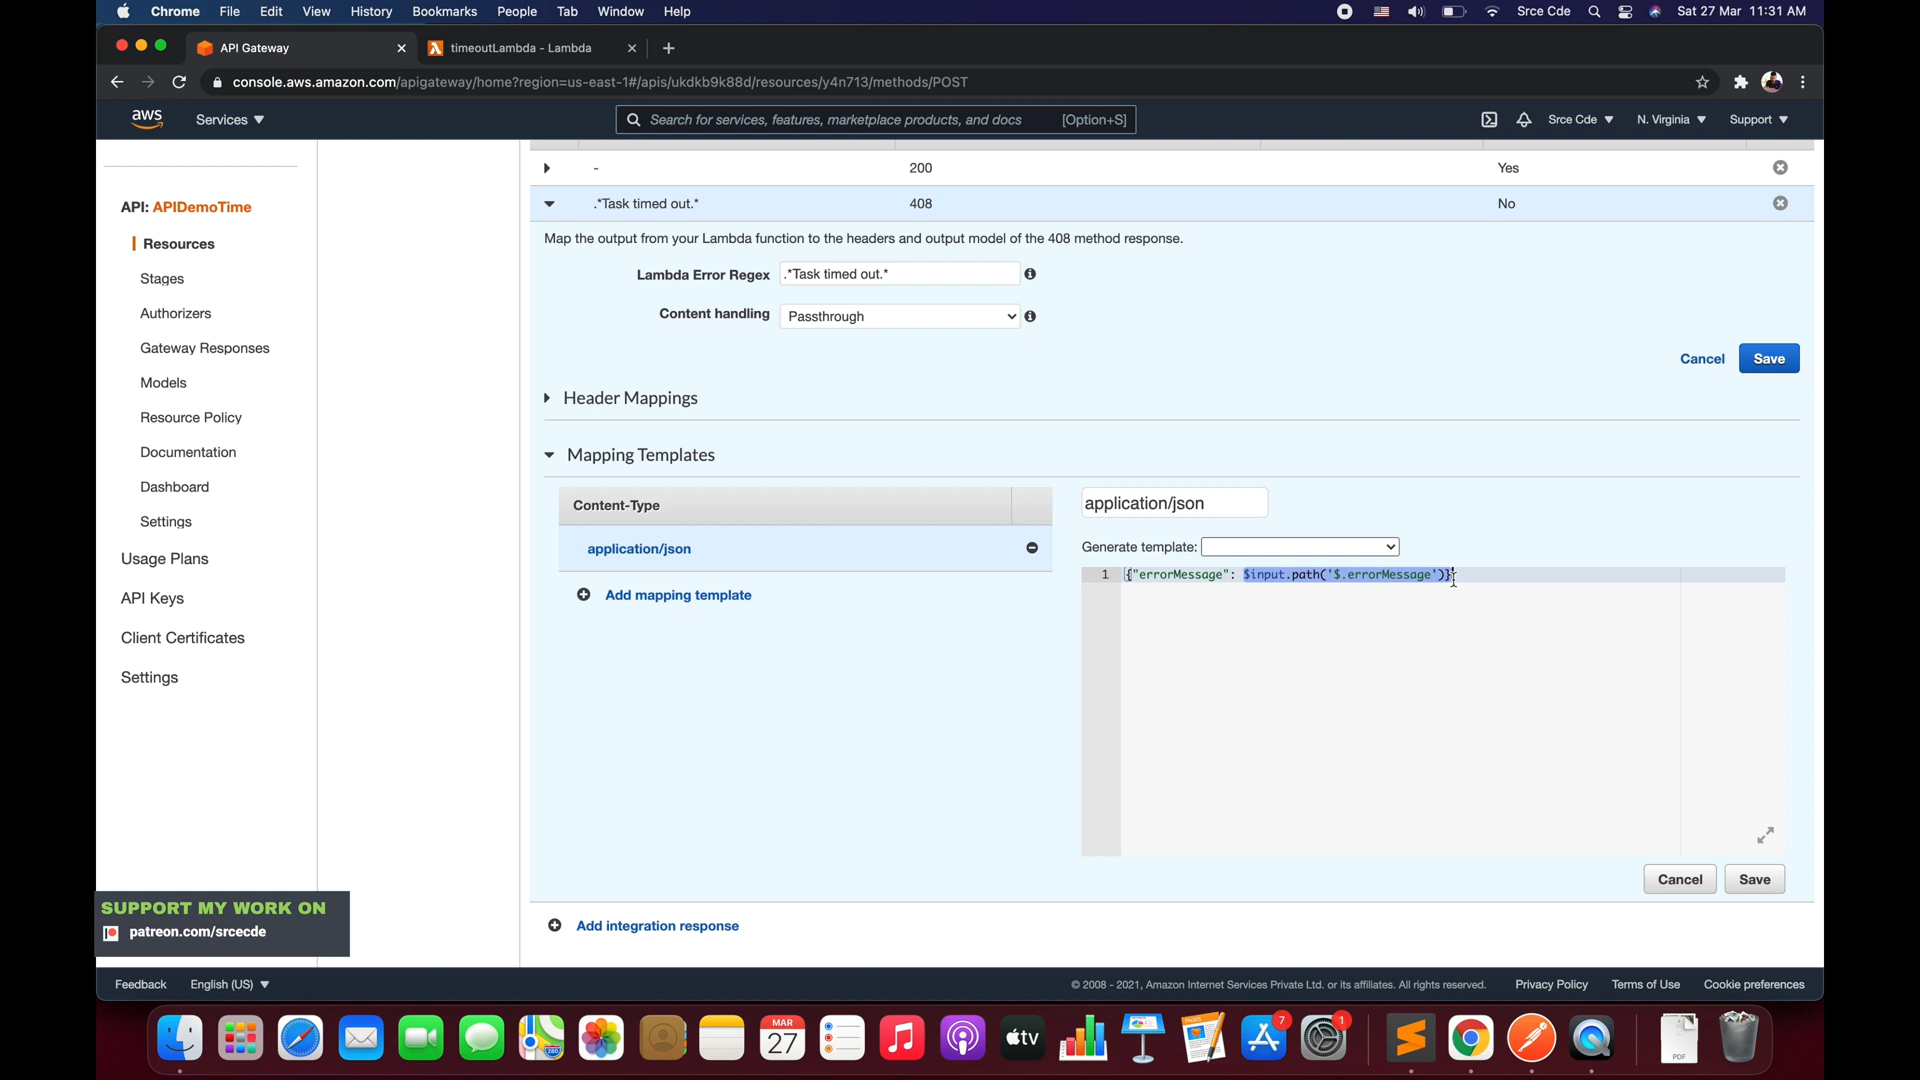 Chrome File Edit View History Bookmarks People Tab Window Help Srce Cde Sat 27 Mar 11:31 AM
API Gateway timeoutLambda - Lambda
console.aws.amazon.com/apigateway/home?region=us-east-1#/apis/ukdkb9k88d/resources/y4n713/methods/POST
aws Services Search for services, features, marketplace products, and docs [Option+S] Srce Cde N. Virginia Support
- 200 Yes
.*Task timed out.* 408 No
Map the output from your Lambda function to the headers and output model of the 408 method response.
Lambda Error Regex .*Task timed out.*
Content handling Passthrough
Cancel Save
Header Mappings
Mapping Templates
Content-Type
application/json
Add mapping template
application/json
Generate template:
1 {"errorMessage": $input.path('$.errorMessage')}
Cancel Save
Add integration response
API: APIDemoTime
Resources
Stages
Authorizers
Gateway Responses
Models
Resource Policy
Documentation
Dashboard
Settings
Usage Plans
API Keys
Client Certificates
Settings
SUPPORT MY WORK ON
patreon.com/srcecde
Feedback English (US) © 2008 - 2021, Amazon Internet Services Private Ltd. or its affiliates. All rights reserved. Privacy Policy Terms of Use Cookie preferences
MAR
27
tv
7
1
PDF